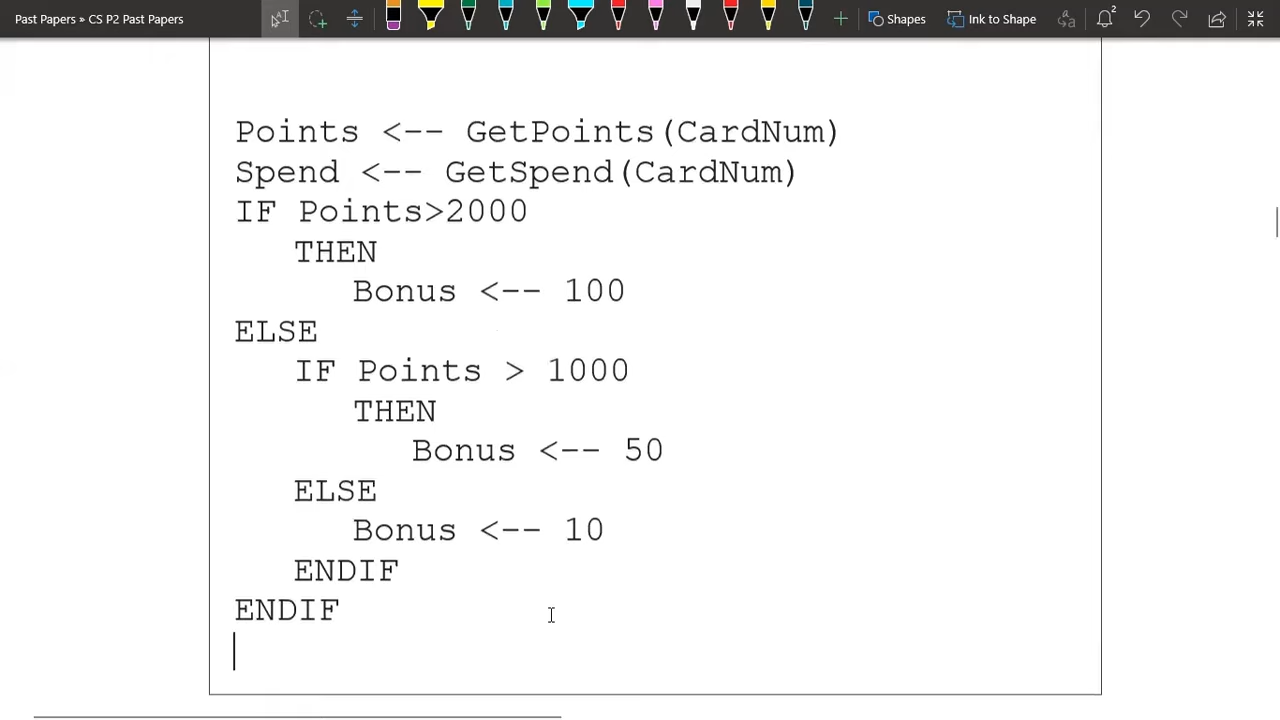 Past Papers » CS P2 Past Papers
Shapes
Ink to Shape
2
Points <-- GetPoints(CardNum)
Spend <-- GetSpend(CardNum)
IF Points>2000
THEN
Bonus <-- 100
ELSE
IF Points > 1000
THEN
Bonus <-- 50
ELSE
Bonus <-- 10
ENDIF
ENDIF